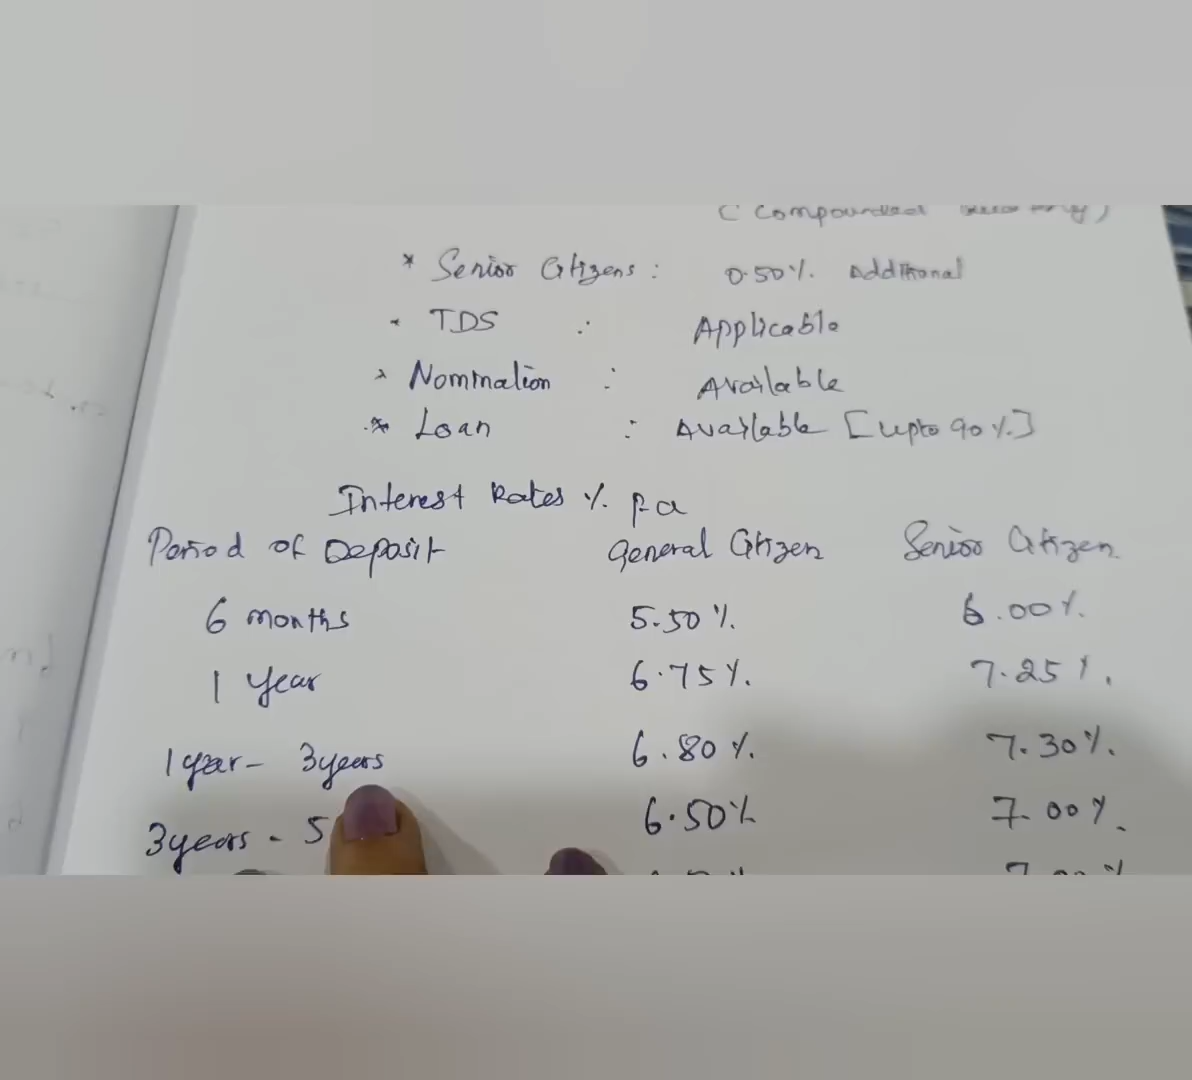 ( Compounded
* Senior Citizens : 0.50%. Additional
* TDS : Applicable
* Nommation : Available
* Loan : Available [upto 90%.]
Interest Rates %. P.a
Period of Deposit General Citizen Senior Citizen
6 months 5.50%. 6.00%.
1 year 6.75%. 7.25%.
1 year - 3 years 6.80%. 7.30%.
3 years - 5 6.50% 7.00%.